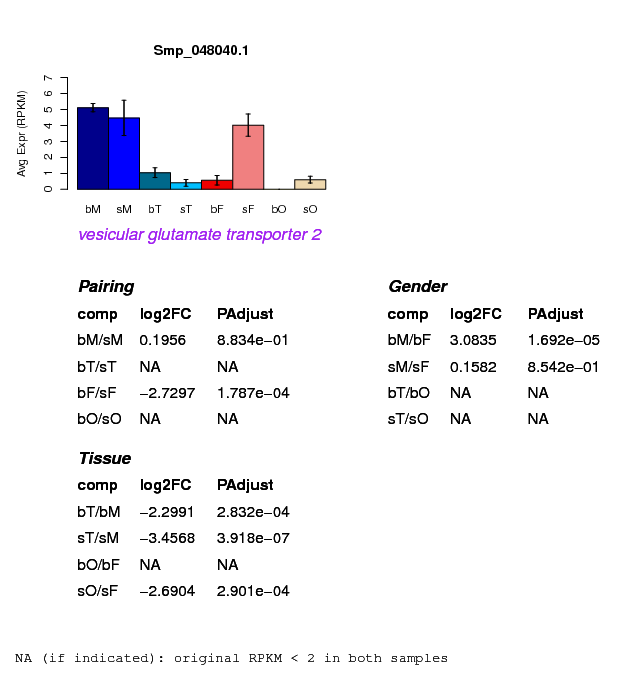 Smp_048040.1
Avg Expr (RPKM)
0 1 2 3 4 5 6 7
bM sM bT sT bF sF bO sO
vesicular glutamate transporter 2
Pairing
comp log2FC PAdjust
bM/sM 0.1956 8.834e−01
bT/sT NA NA
bF/sF −2.7297 1.787e−04
bO/sO NA NA
Gender
comp log2FC PAdjust
bM/bF 3.0835 1.692e−05
sM/sF 0.1582 8.542e−01
bT/bO NA NA
sT/sO NA NA
Tissue
comp log2FC PAdjust
bT/bM −2.2991 2.832e−04
sT/sM −3.4568 3.918e−07
bO/bF NA NA
sO/sF −2.6904 2.901e−04
NA (if indicated): original RPKM < 2 in both samples